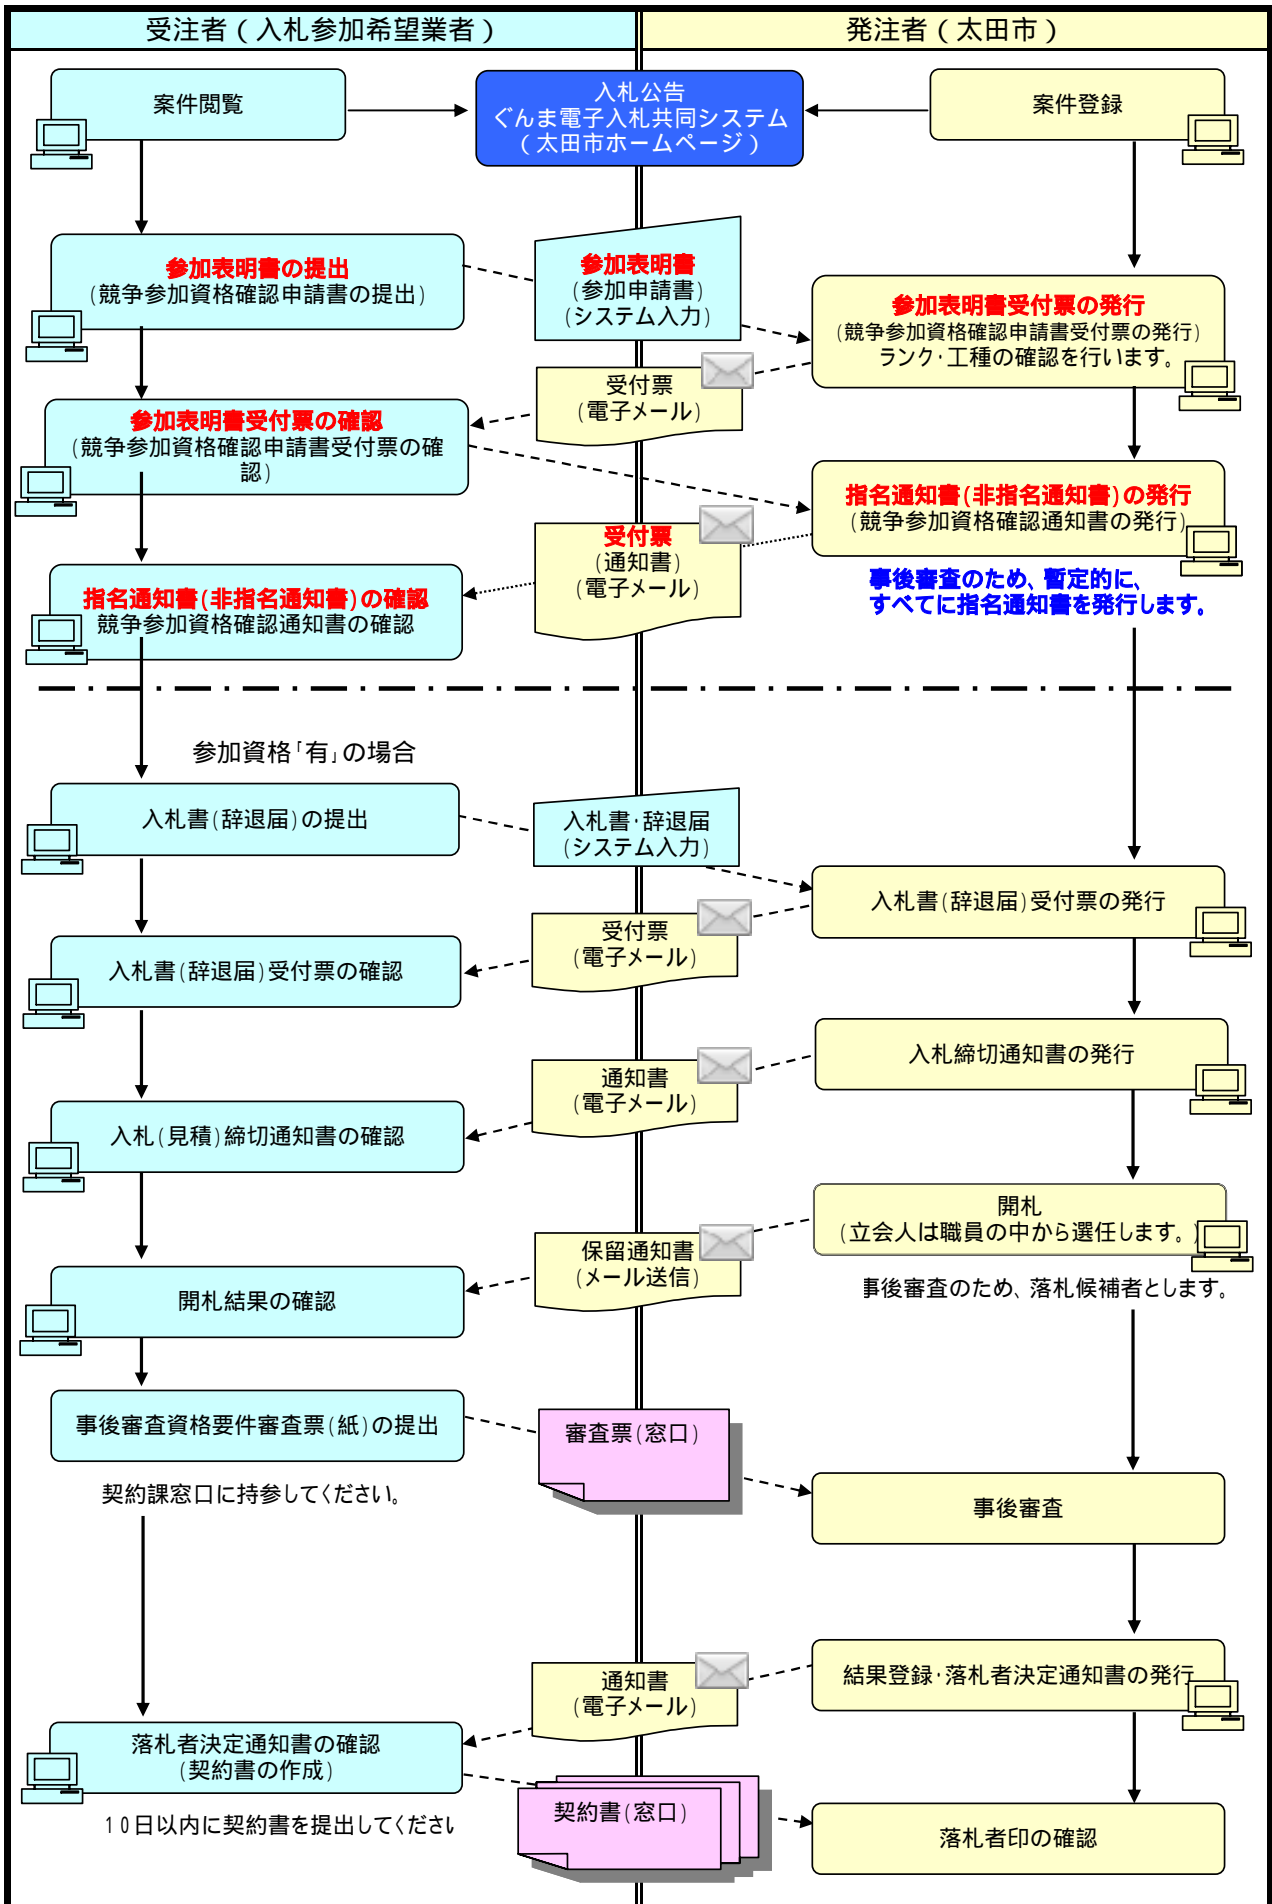 受注者（入札参加希望業者）
発注者（太田市）
案件閲覧
入札公告
ぐんま電子入札共同システム
（太田市ホームページ）
案件登録
参加表明書の提出
(競争参加資格確認申請書の提出)
参加表明書
(参加申請書)
(システム入力)
参加表明書受付票の発行
(競争参加資格確認申請書受付票の発行)
ランク・工種の確認を行います。
受付票
(電子メール)
参加表明書受付票の確認
(競争参加資格確認申請書受付票の確
認)
指名通知書(非指名通知書)の発行
(競争参加資格確認通知書の発行)
受付票
(通知書)
(電子メール)
事後審査のため、暫定的に、
すべてに指名通知書を発行します。
指名通知書(非指名通知書)の確認
競争参加資格確認通知書の確認
参加資格「有」の場合
入札書(辞退届)の提出
入札書・辞退届
(システム入力)
入札書(辞退届)受付票の発行
受付票
(電子メール)
入札書(辞退届)受付票の確認
入札締切通知書の発行
通知書
(電子メール)
入札(見積)締切通知書の確認
開札
(立会人は職員の中から選任します。)
保留通知書
(メール送信)
事後審査のため、落札候補者とします。
開札結果の確認
事後審査資格要件審査票(紙)の提出
審査票(窓口)
契約課窓口に持参してください。
事後審査
結果登録・落札者決定通知書の発行
通知書
(電子メール)
落札者決定通知書の確認
(契約書の作成)
契約書(窓口)
１０日以内に契約書を提出してくださ
落札者印の確認